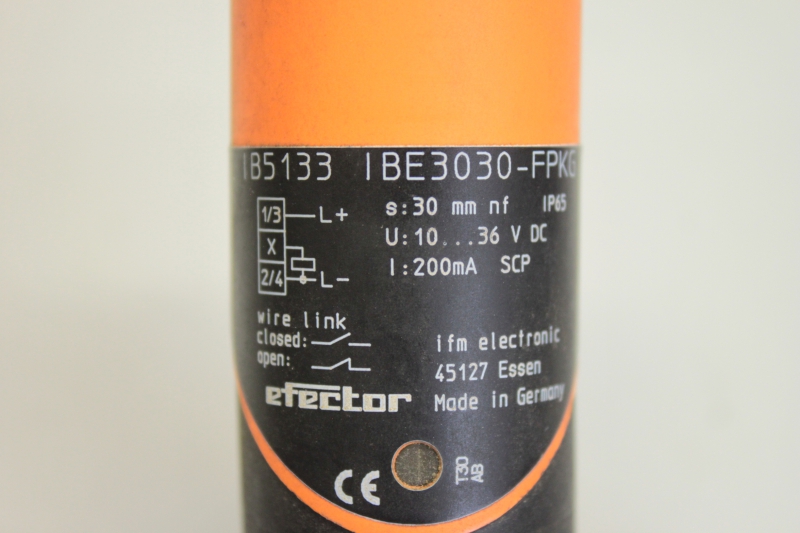 IB5133 IBE3030-FPKG
1/3 L+
X
2/4 L-
s:30 mm nf IP65
U:10...36 V DC
I:200mA SCP
wire link
closed:
open:
ifm electronic
45127 Essen
Made in Germany
efector
CE
T30
AB